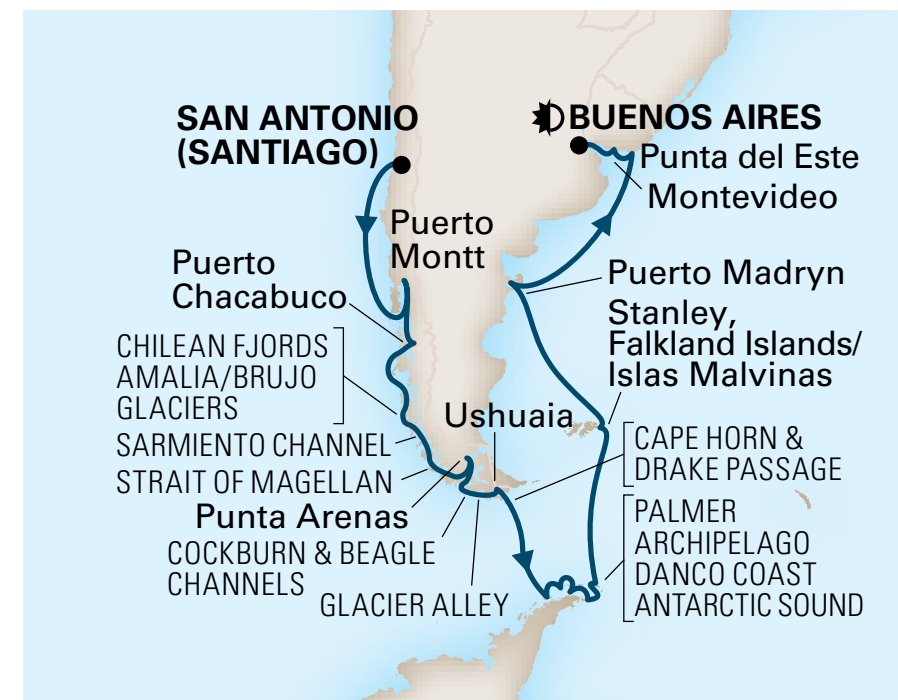 SAN ANTONIO
(SANTIAGO)
BUENOS AIRES
Punta del Este
Montevideo
Puerto
Montt
Puerto
Chacabuco
Puerto Madryn
Stanley,
Falkland Islands/
Islas Malvinas
CHILEAN FJORDS
AMALIA/BRUJO
GLACIERS
Ushuaia
SARMIENTO CHANNEL
STRAIT OF MAGELLAN
CAPE HORN &
DRAKE PASSAGE
Punta Arenas
COCKBURN & BEAGLE
CHANNELS
GLACIER ALLEY
PALMER
ARCHIPELAGO
DANCO COAST
ANTARCTIC SOUND